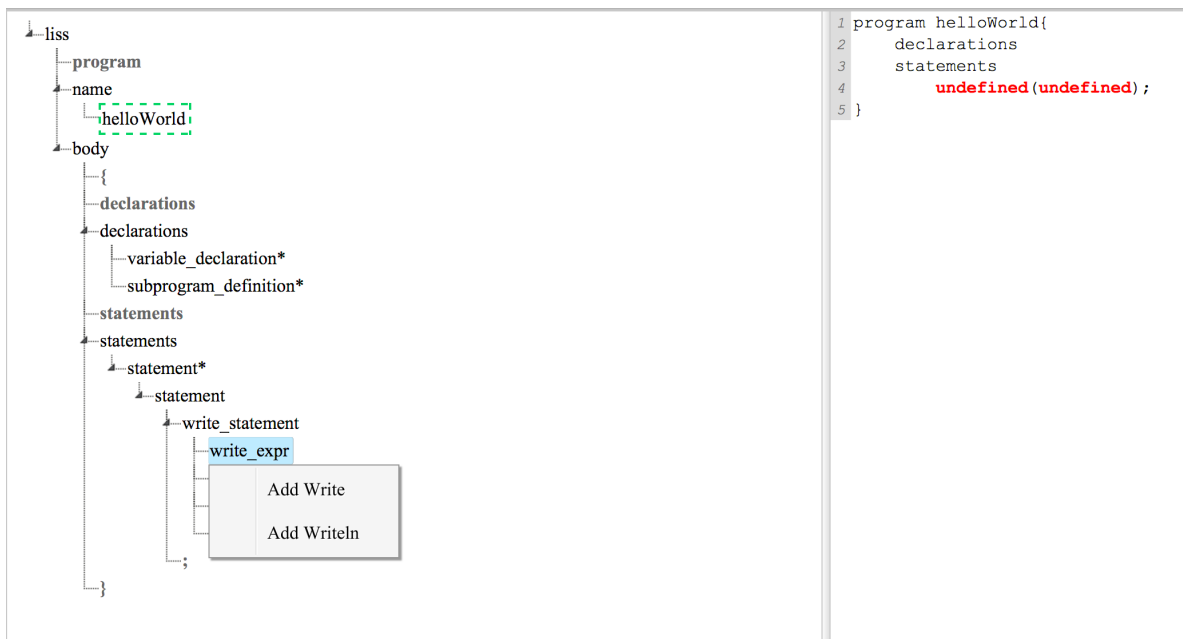 liss
program
name
helloWorld
body
{
declarations
declarations
variable_declaration*
subprogram_definition*
statements
statements
statement*
statement
write_statement
write_expr
Add Write
Add Writeln
;
}
1 program helloWorld{
2 declarations
3 statements
4 undefined(undefined);
5 }